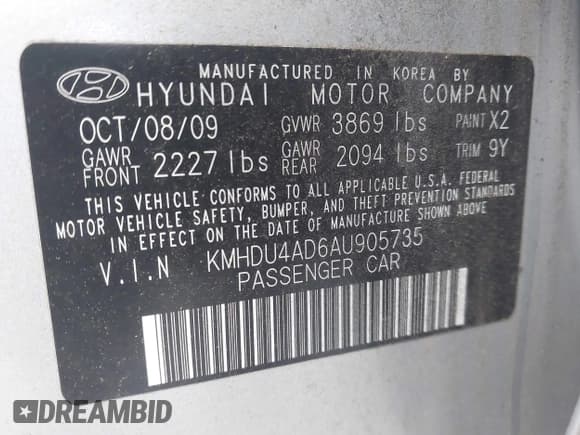 MANUFACTURED IN KOREA BY
HYUNDAI MOTOR COMPANY
OCT/08/09 GVWR 3869 lbs PAINT X2
GAWR FRONT 2227 lbs GAWR REAR 2094 lbs TRIM 9Y
THIS VEHICLE CONFORMS TO ALL APPLICABLE U.S.A. FEDERAL
MOTOR VEHICLE SAFETY, BUMPER, AND THEFT PREVENTION STANDARDS
IN EFFECT ON THE DATE OF MANUFACTURE SHOWN ABOVE
V.I.N KMHDU4AD6AU905735
PASSENGER CAR
DREAMBID